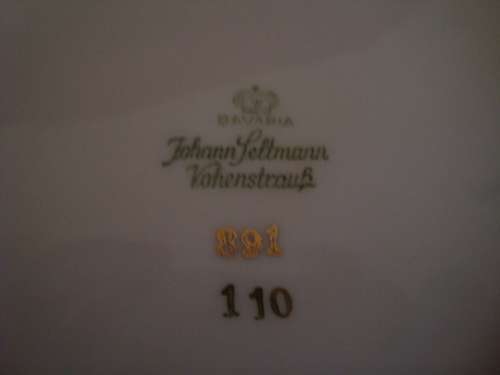 BAVARIA
Johann Seltmann
Vohenstrauß
891
110